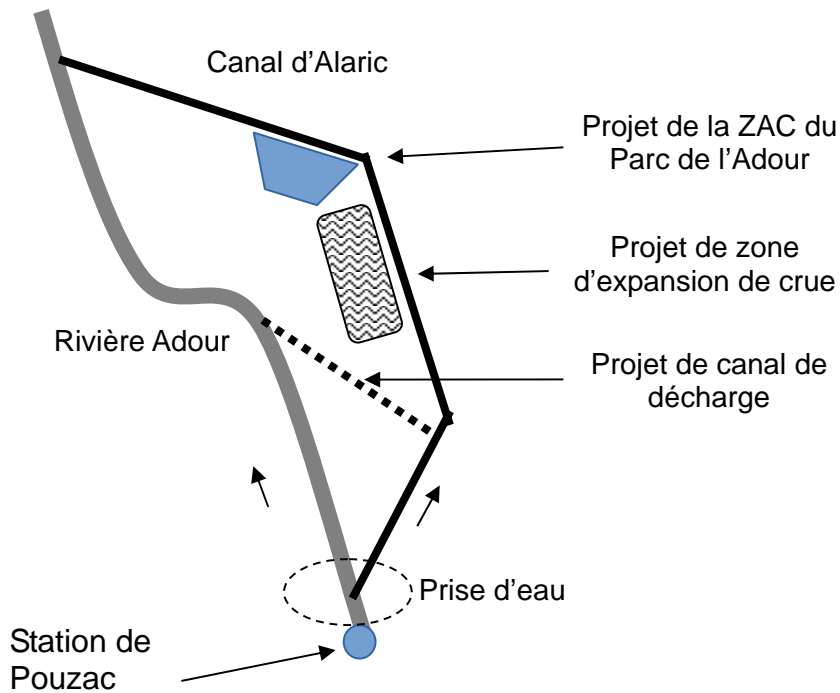 Canal d’Alaric
Projet de la ZAC du
Parc de l’Adour
Projet de zone
d’expansion de crue
Rivière Adour
Projet de canal de
décharge
Prise d’eau
Station de
Pouzac